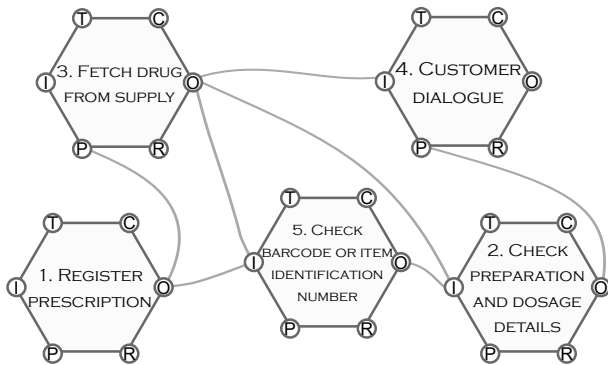 T C
I 3. FETCH DRUG O
FROM SUPPLY
P R
T C
I 4. CUSTOMER O
DIALOGUE
P R
T C
I 1. REGISTER O
PRESCRIPTION
P R
T C
5. CHECK
BARCODE OR ITEM
I IDENTIFICATION O
NUMBER
P R
T C
2. CHECK
I PREPARATION O
AND DOSAGE
DETAILS
P R